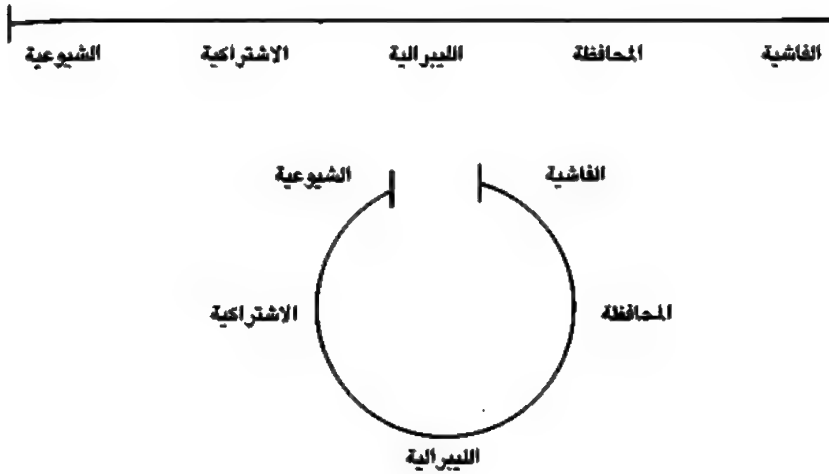 الفاشية المحافظة الليبرالية الاشتراكية الشيوعية
الفاشية الشيوعية
المحافظة الاشتراكية
الليبرالية